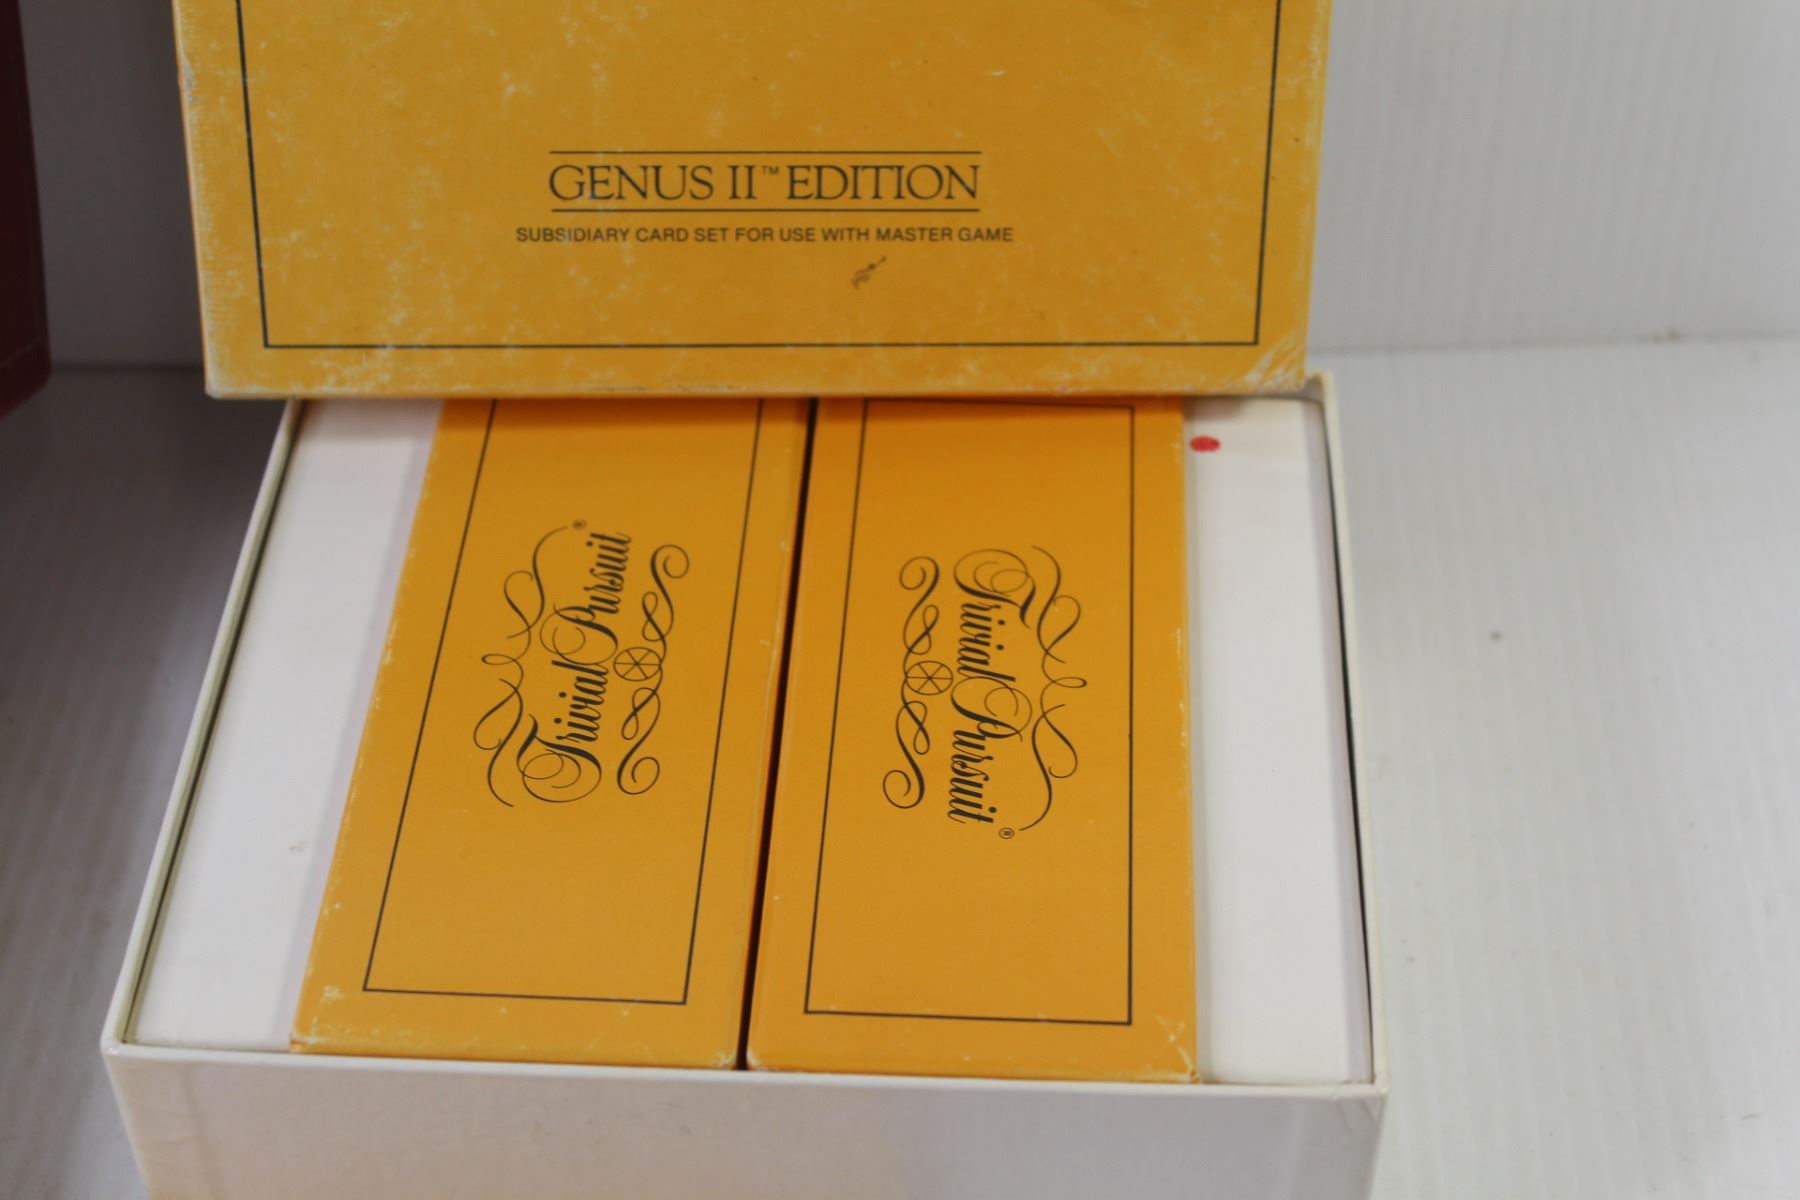 GENUS II™ EDITION
SUBSIDIARY CARD SET FOR USE WITH MASTER GAME
Trivial Pursuit®
Trivial Pursuit®